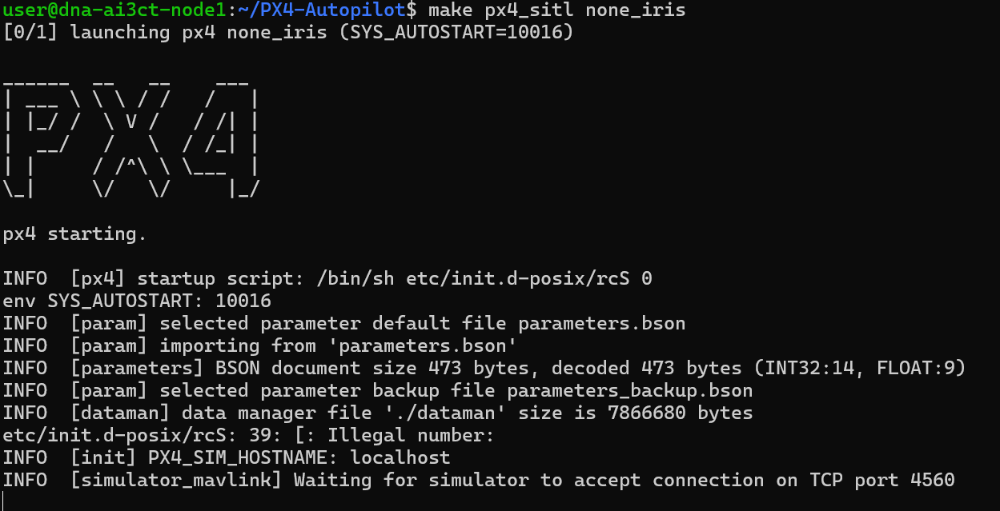 user@dna-ai3ct-node1:~/PX4-Autopilot$ make px4_sitl none_iris
[0/1] launching px4 none_iris (SYS_AUTOSTART=10016)

______  __   __    ___
| ___ \ \ \ / /   /   |
| |_/ /  \ V /   / /| |
|  __/   /   \  / /_| |
| |     / /^\ \ \___  |
\_|     \/   \/     |_/

px4 starting.

INFO  [px4] startup script: /bin/sh etc/init.d-posix/rcS 0
env SYS_AUTOSTART: 10016
INFO  [param] selected parameter default file parameters.bson
INFO  [param] importing from 'parameters.bson'
INFO  [parameters] BSON document size 473 bytes, decoded 473 bytes (INT32:14, FLOAT:9)
INFO  [param] selected parameter backup file parameters_backup.bson
INFO  [dataman] data manager file './dataman' size is 7866680 bytes
etc/init.d-posix/rcS: 39: [: Illegal number:
INFO  [init] PX4_SIM_HOSTNAME: localhost
INFO  [simulator_mavlink] Waiting for simulator to accept connection on TCP port 4560